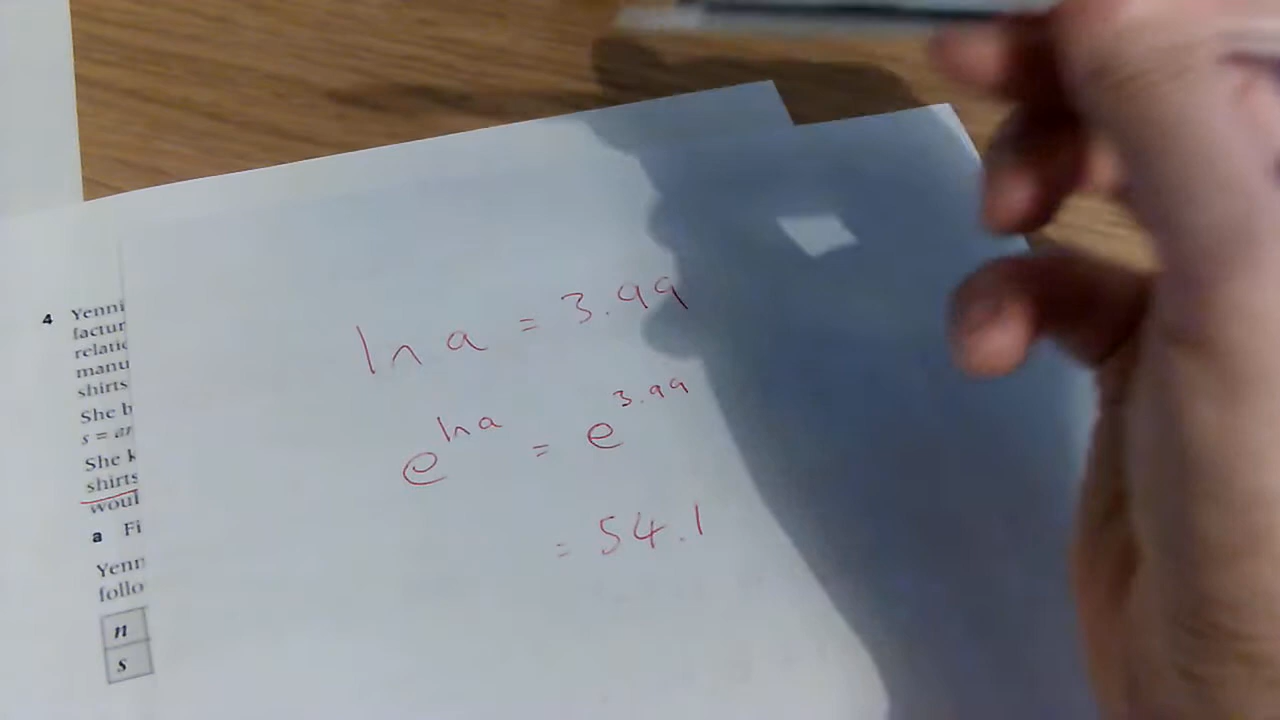 ln a = 3.99
e^{ln a} = e^{3.99}
= 54.1
4 Yenni
factur
relati
manu
shirts
She b
s = a
She k
shirts
woul
a Fi
Yenn
follo
n
s